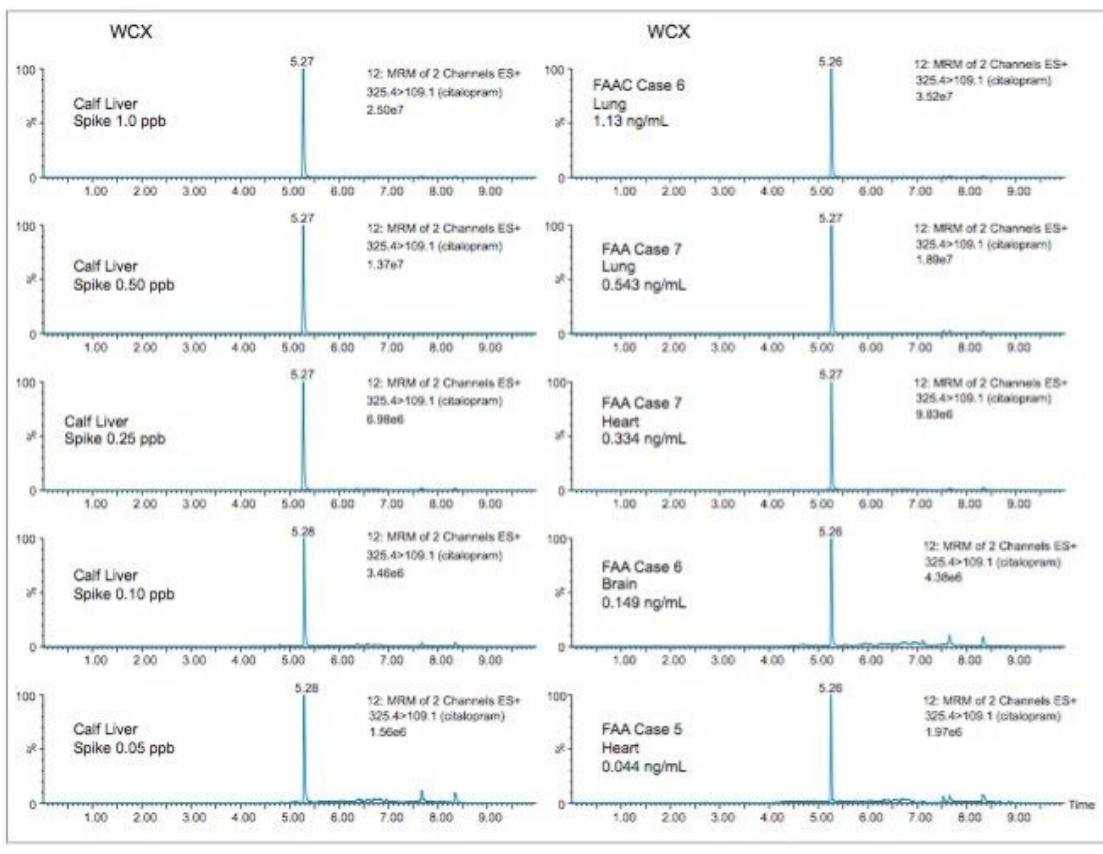 WCX
5.27
100
%
0
Calf Liver
Spike 1.0 ppb
12: MRM of 2 Channels ES+
325.4>109.1 (citalopram)
2.50e7
1.00 2.00 3.00 4.00 5.00 6.00 7.00 8.00 9.00
5.27
100
%
0
Calf Liver
Spike 0.50 ppb
12: MRM of 2 Channels ES+
325.4>109.1 (citalopram)
1.37e7
1.00 2.00 3.00 4.00 5.00 6.00 7.00 8.00 9.00
5.27
100
%
0
Calf Liver
Spike 0.25 ppb
12: MRM of 2 Channels ES+
325.4>109.1 (citalopram)
6.98e6
1.00 2.00 3.00 4.00 5.00 6.00 7.00 8.00 9.00
5.28
100
%
0
Calf Liver
Spike 0.10 ppb
12: MRM of 2 Channels ES+
325.4>109.1 (citalopram)
3.46e6
1.00 2.00 3.00 4.00 5.00 6.00 7.00 8.00 9.00
5.28
100
%
0
Calf Liver
Spike 0.05 ppb
12: MRM of 2 Channels ES+
325.4>109.1 (citalopram)
1.56e6
1.00 2.00 3.00 4.00 5.00 6.00 7.00 8.00 9.00
WCX
5.26
100
%
0
FAAC Case 6
Lung
1.13 ng/mL
12: MRM of 2 Channels ES+
325.4>109.1 (citalopram)
3.52e7
1.00 2.00 3.00 4.00 5.00 6.00 7.00 8.00 9.00
5.27
100
%
0
FAA Case 7
Lung
0.543 ng/mL
12: MRM of 2 Channels ES+
325.4>109.1 (citalopram)
1.89e7
1.00 2.00 3.00 4.00 5.00 6.00 7.00 8.00 9.00
5.27
100
%
0
FAA Case 7
Heart
0.334 ng/mL
12: MRM of 2 Channels ES+
325.4>109.1 (citalopram)
9.83e6
1.00 2.00 3.00 4.00 5.00 6.00 7.00 8.00 9.00
5.26
100
%
0
FAA Case 6
Brain
0.149 ng/mL
12: MRM of 2 Channels ES+
325.4>109.1 (citalopram)
4.38e6
1.00 2.00 3.00 4.00 5.00 6.00 7.00 8.00 9.00
5.26
100
%
0
FAA Case 5
Heart
0.044 ng/mL
12: MRM of 2 Channels ES+
325.4>109.1 (citalopram)
1.97e6
Time
1.00 2.00 3.00 4.00 5.00 6.00 7.00 8.00 9.00